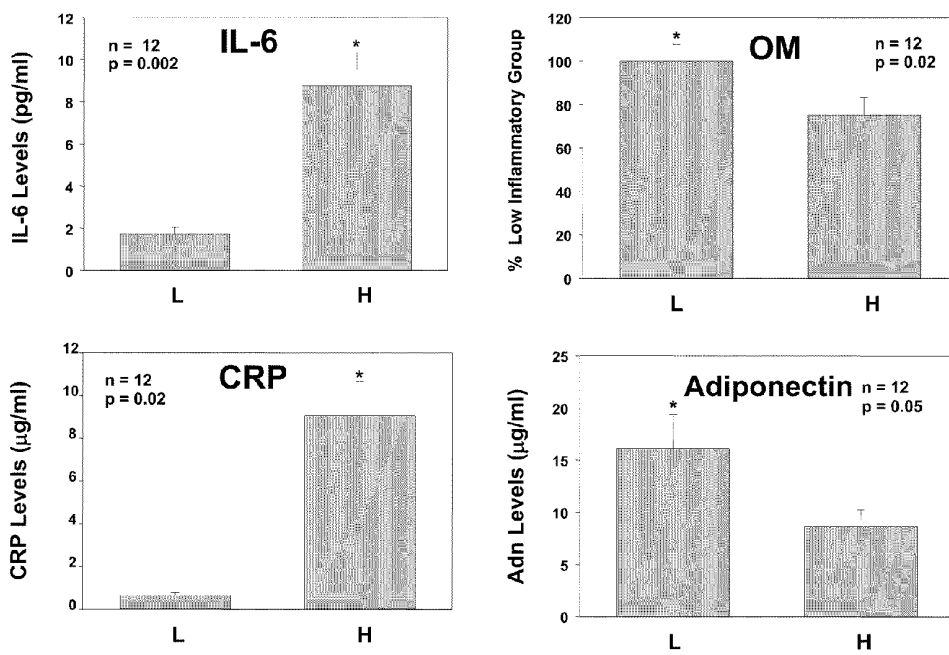 IL-6
n = 12
p = 0.002
*
IL-6 Levels (pg/ml)
12
10
8
6
4
2
0
L
H
OM
n = 12
p = 0.02
*
% Low Inflammatory Group
120
100
80
60
40
20
0
L
H
CRP
n = 12
p = 0.02
*
CRP Levels (μg/ml)
12
10
8
6
4
2
0
L
H
Adiponectin
n = 12
p = 0.05
*
Adn Levels (μg/ml)
25
20
15
10
5
0
L
H